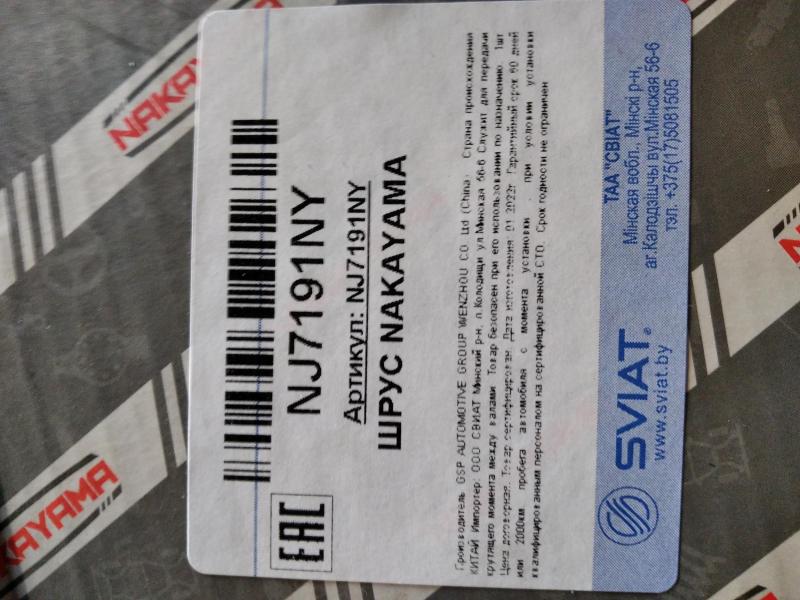 NJ7191NY
Артикул: NJ7191NY
ШРУС NAKAYAMA
EAC
Производитель GSP AUTOMOTIVE GROUP WENZHOU CO Ltd (China) Страна происхождения
КИТАЙ Импортер: ООО СВИАТ Минский р-н, п.Колодищи ул.Минская 56-6 Служит для передачи
крутящего момента между валами Товар безопасен при его использовании по назначению 1шт
Цена договорная. Товар сертифицирован. Дата изготовления 01.2022г Гарантийный срок 60 дней
или 2000км пробега автомобиля с момента установки , при условии установки
квалифицированным персоналом на сертифицированной СТО. Срок годности не ограничен
SVIAT®
www.sviat.by
ТАА "СВІАТ"
Мінская вобл., Мінскі р-н,
аг.Калодзішчы вул.Мінская 56-6
тэл. +375(17)5081505
NAKAYAMA
NAKA
NA